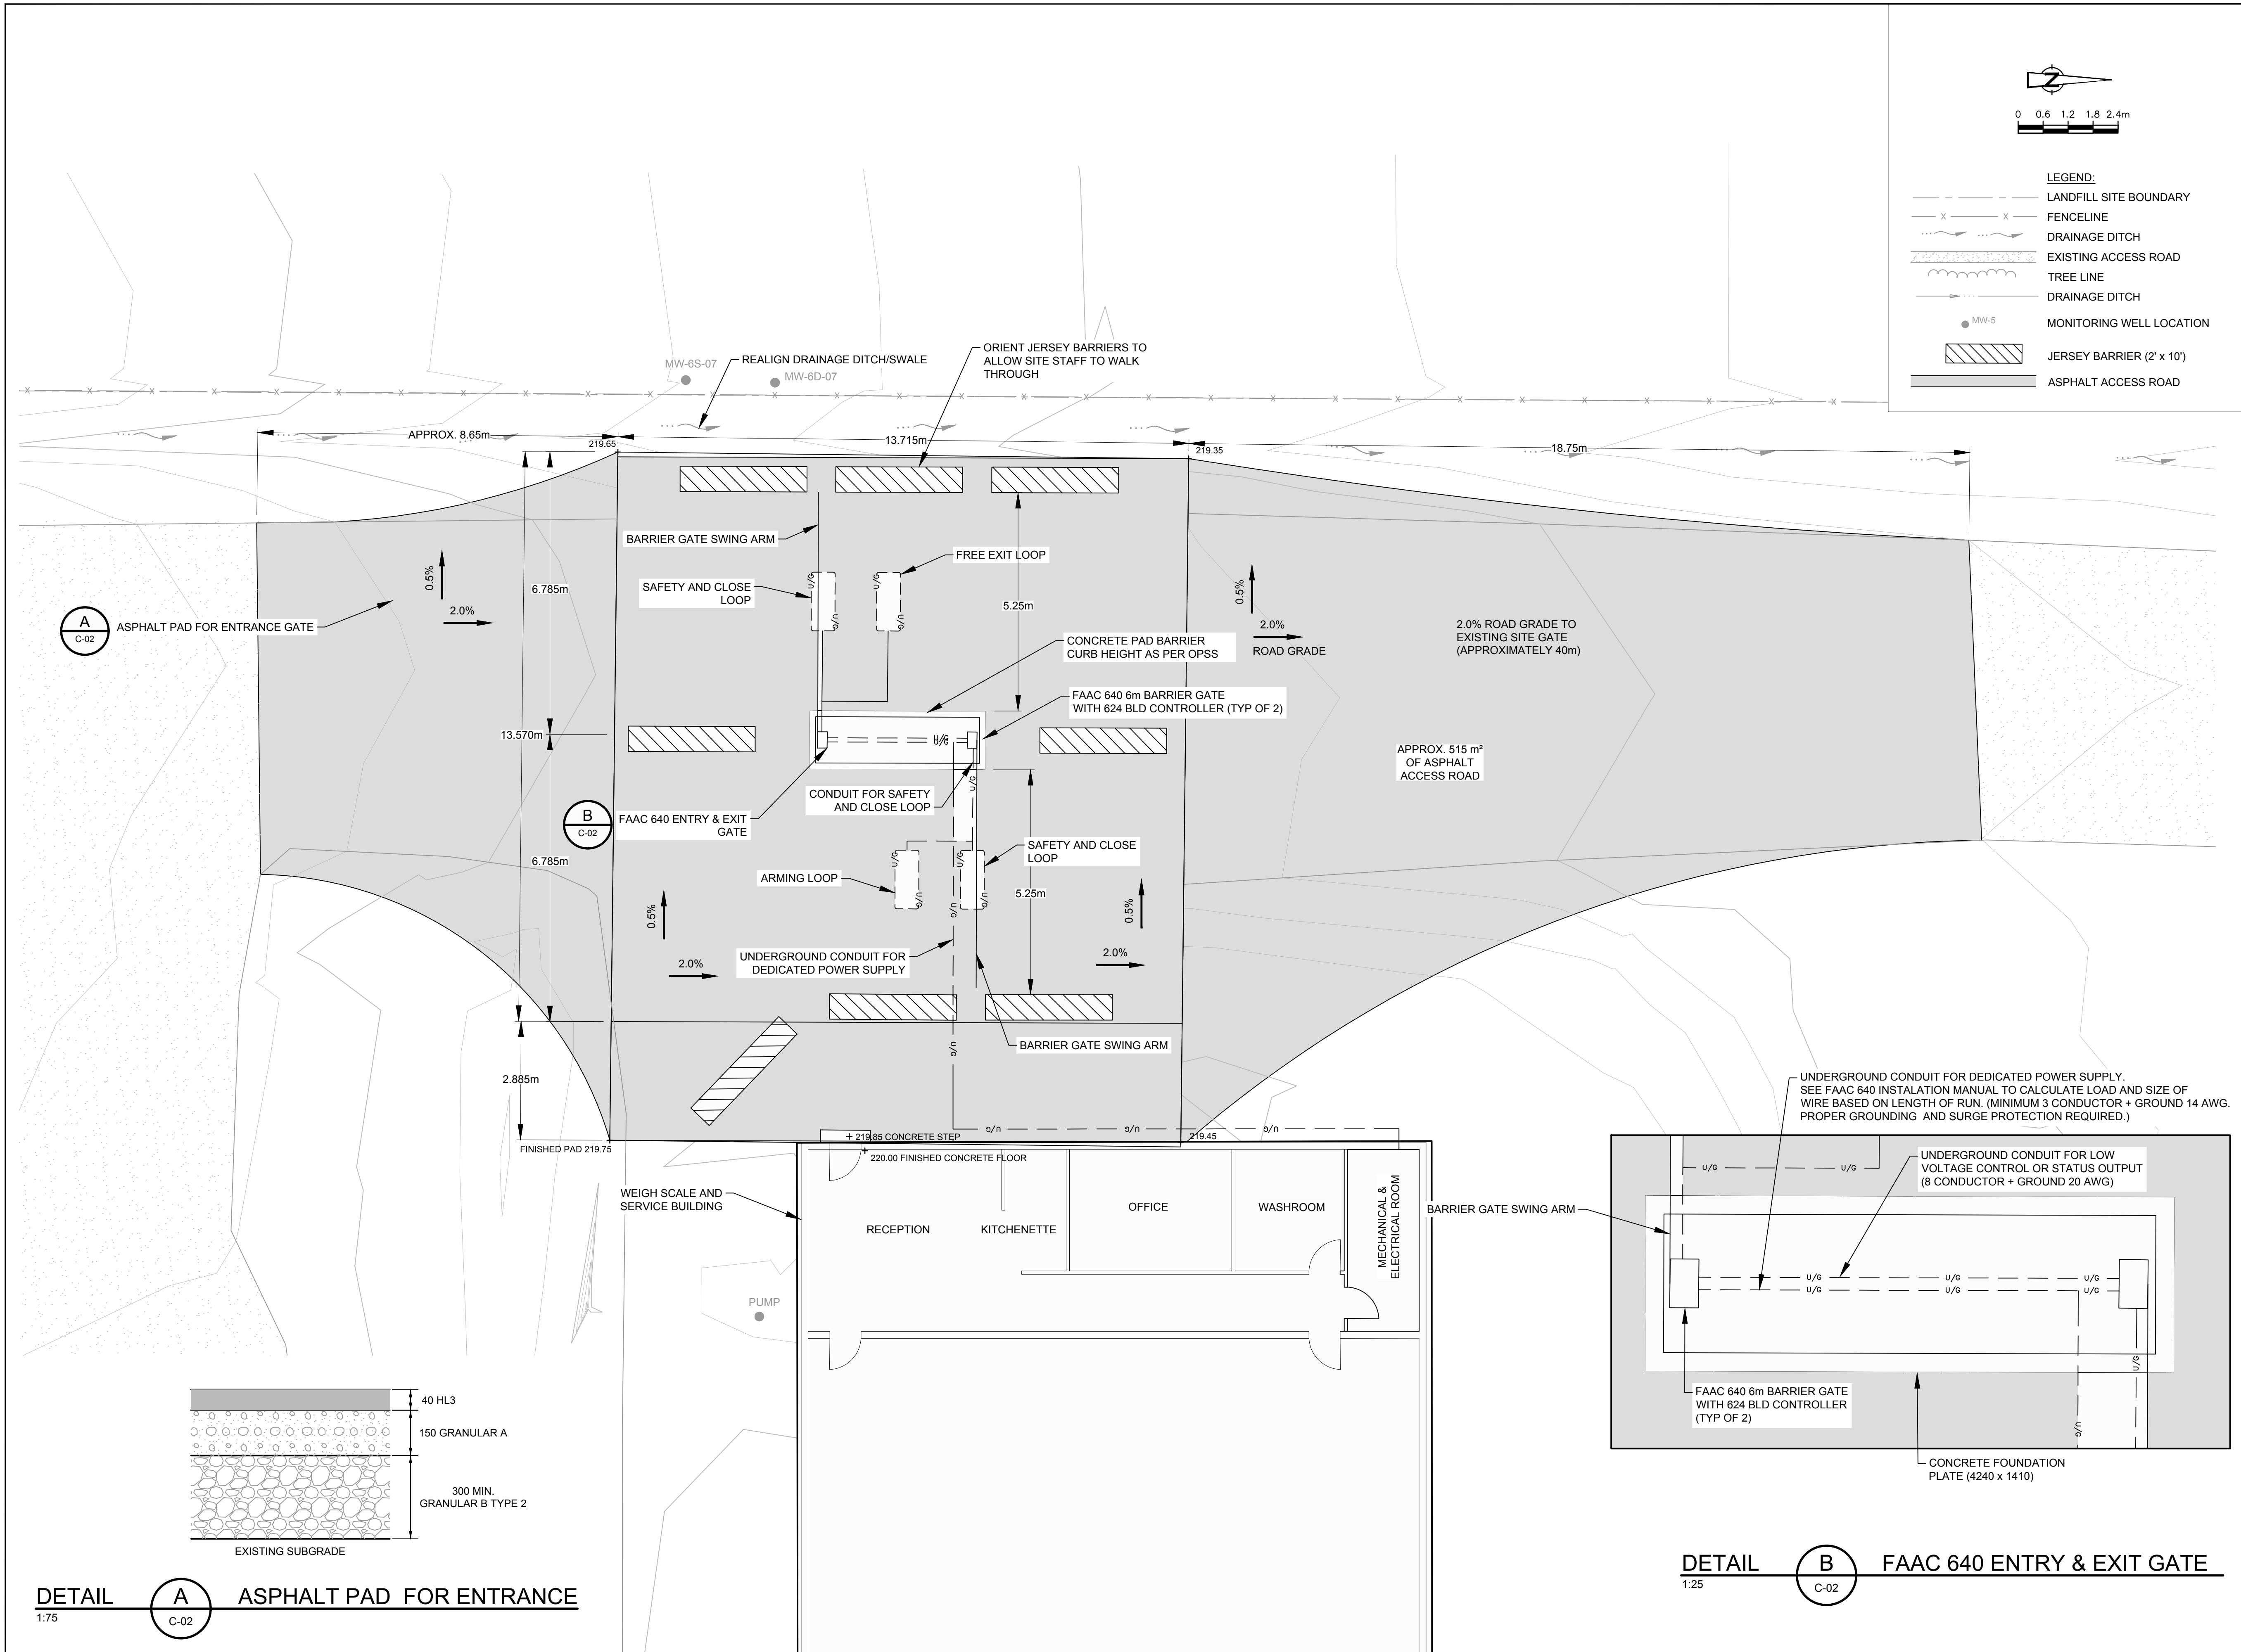 Z
0 0.6 1.2 1.8 2.4m
LEGEND:
LANDFILL SITE BOUNDARY
X X FENCELINE
DRAINAGE DITCH
EXISTING ACCESS ROAD
TREE LINE
DRAINAGE DITCH
MW-5 MONITORING WELL LOCATION
JERSEY BARRIER (2' x 10')
ASPHALT ACCESS ROAD
MW-6S-07
MW-6D-07
REALIGN DRAINAGE DITCH/SWALE
ORIENT JERSEY BARRIERS TO
ALLOW SITE STAFF TO WALK
THROUGH
APPROX. 8.65m
219.65
13.715m
219.35
18.75m
BARRIER GATE SWING ARM
FREE EXIT LOOP
SAFETY AND CLOSE
LOOP
U/G
U/G
U/G
U/G
0.5%
2.0%
6.785m
5.25m
0.5%
2.0%
ROAD GRADE
2.0% ROAD GRADE TO
EXISTING SITE GATE
(APPROXIMATELY 40m)
A
C-02
ASPHALT PAD FOR ENTRANCE GATE
CONCRETE PAD BARRIER
CURB HEIGHT AS PER OPSS
FAAC 640 6m BARRIER GATE
WITH 624 BLD CONTROLLER (TYP OF 2)
13.570m
U/G
U/G
APPROX. 515 m²
OF ASPHALT
ACCESS ROAD
U/G
CONDUIT FOR SAFETY
AND CLOSE LOOP
B
C-02
FAAC 640 ENTRY & EXIT
GATE
SAFETY AND CLOSE
LOOP
6.785m
ARMING LOOP
U/G
U/G
U/G
U/G
U/G
5.25m
0.5%
0.5%
UNDERGROUND CONDUIT FOR
DEDICATED POWER SUPPLY
2.0%
2.0%
BARRIER GATE SWING ARM
U/G
2.885m
FINISHED PAD 219.75
219.85 CONCRETE STEP
220.00 FINISHED CONCRETE FLOOR
U/G
U/G
U/G
219.45
WEIGH SCALE AND
SERVICE BUILDING
RECEPTION
KITCHENETTE
OFFICE
WASHROOM
MECHANICAL &
ELECTRICAL ROOM
PUMP
UNDERGROUND CONDUIT FOR DEDICATED POWER SUPPLY.
SEE FAAC 640 INSTALATION MANUAL TO CALCULATE LOAD AND SIZE OF
WIRE BASED ON LENGTH OF RUN. (MINIMUM 3 CONDUCTOR + GROUND 14 AWG.
PROPER GROUNDING AND SURGE PROTECTION REQUIRED.)
U/G
U/G
UNDERGROUND CONDUIT FOR LOW
VOLTAGE CONTROL OR STATUS OUTPUT
(8 CONDUCTOR + GROUND 20 AWG)
BARRIER GATE SWING ARM
U/G U/G U/G
U/G U/G U/G
U/G
U/G
FAAC 640 6m BARRIER GATE
WITH 624 BLD CONTROLLER
(TYP OF 2)
CONCRETE FOUNDATION
PLATE (4240 x 1410)
40 HL3
150 GRANULAR A
300 MIN.
GRANULAR B TYPE 2
EXISTING SUBGRADE
DETAIL A ASPHALT PAD FOR ENTRANCE
1:75 C-02
DETAIL B FAAC 640 ENTRY & EXIT GATE
1:25 C-02